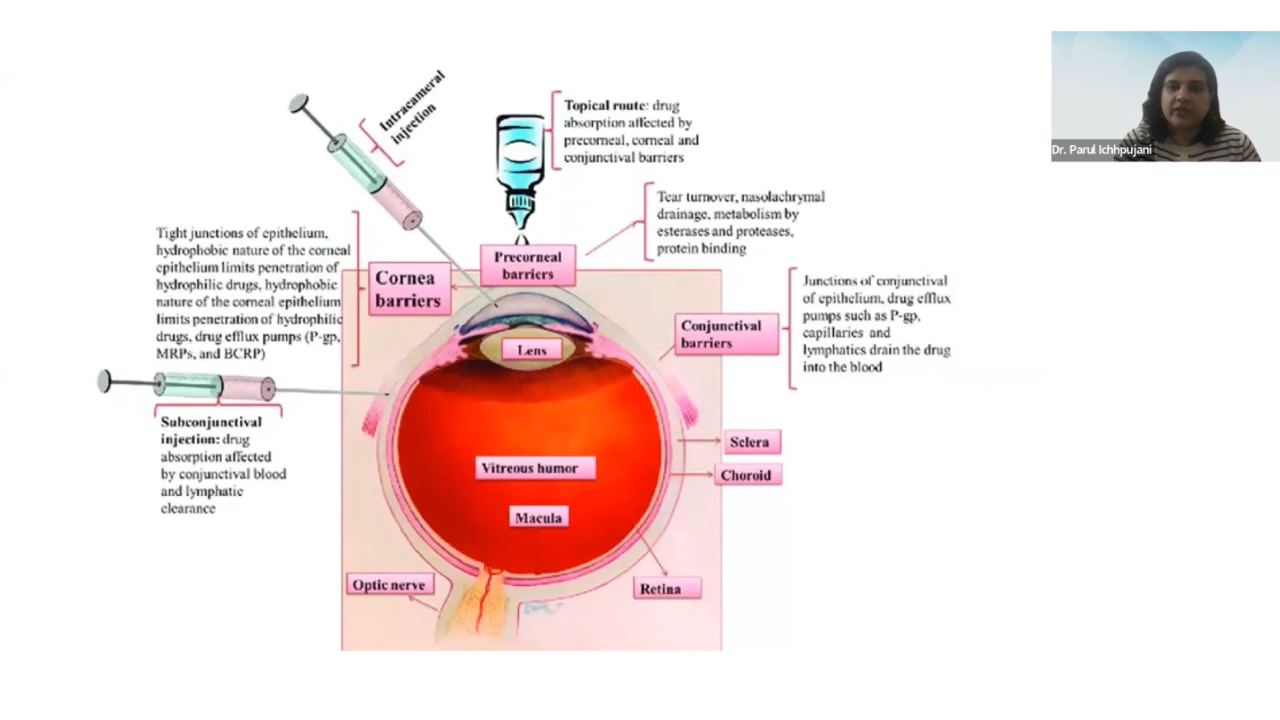 Intracameral
injection
Topical route: drug
absorption affected by
precorneal, corneal and
conjunctival barriers
Dr. Parul Ichhpujani
Tear turnover, nasolachrymal
drainage, metabolism by
esterases and proteases,
protein binding
Tight junctions of epithelium,
hydrophobic nature of the corneal
epithelium limits penetration of
hydrophilic drugs, hydrophobic
nature of the corneal epithelium
limits penetration of hydrophilic
drugs, drug efflux pumps (P-gp,
MRPs, and BCRP)
Cornea
barriers
Precorneal
barriers
Conjunctival
barriers
Junctions of conjunctival
of epithelium, drug efflux
pumps such as P-gp,
capillaries and
lymphatics drain the drug
into the blood
Lens
Subconjunctival
injection: drug
absorption affected
by conjunctival blood
and lymphatic
clearance
Sclera
Vitreous humor
Choroid
Macula
Optic nerve
Retina